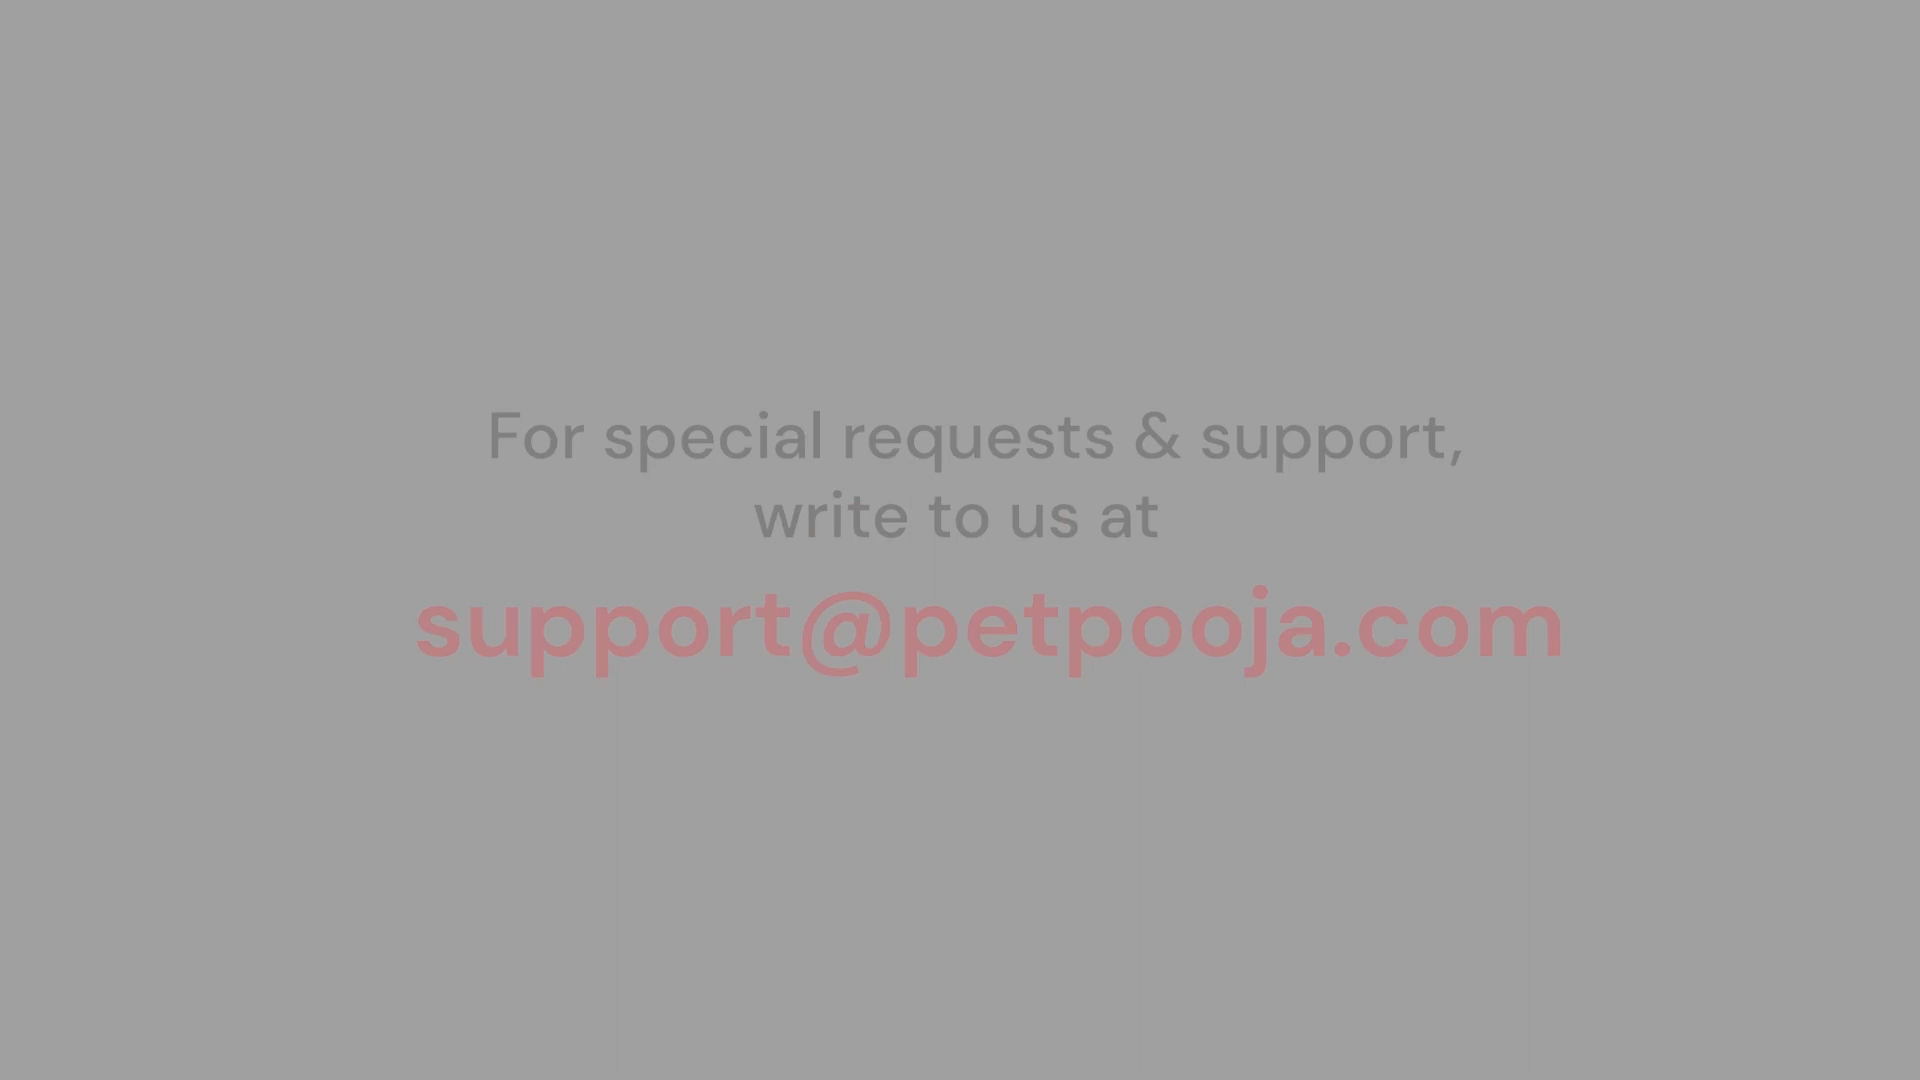 For special requests & support,
write to us at
support@petpooja.com